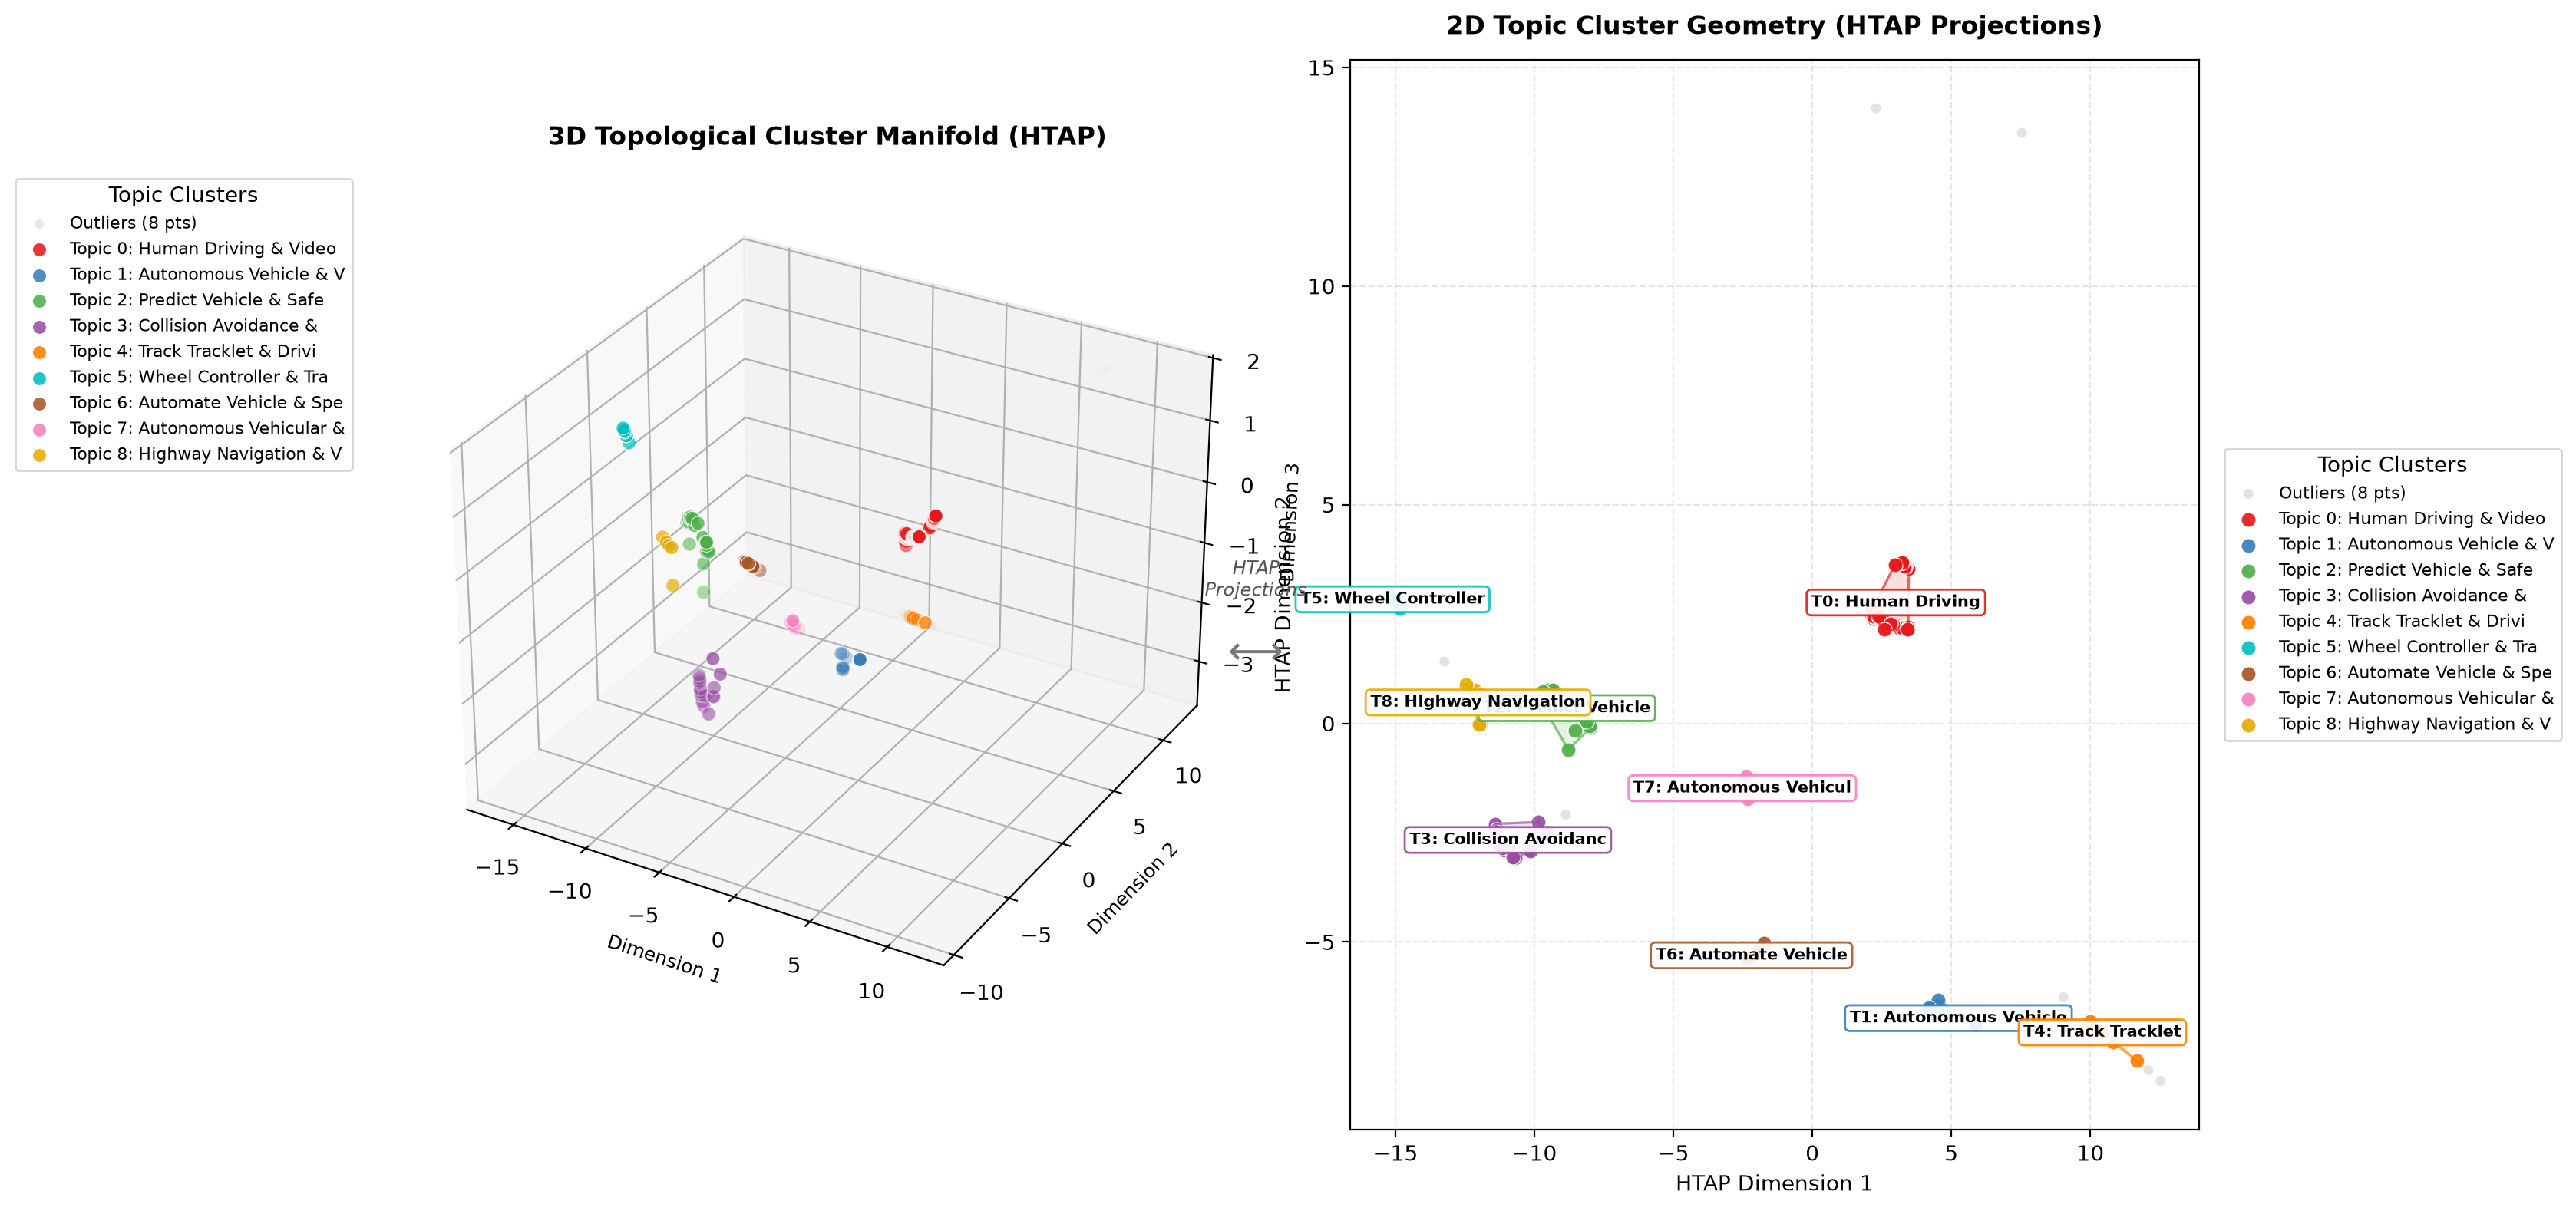 3D Topological Cluster Manifold (HTAP)
Topic Clusters
Outliers (8 pts)
Topic 0: Human Driving & Video
Topic 1: Autonomous Vehicle & V
Topic 2: Predict Vehicle & Safe
Topic 3: Collision Avoidance &
Topic 4: Track Tracklet & Drivi
Topic 5: Wheel Controller & Tra
Topic 6: Automate Vehicle & Spe
Topic 7: Autonomous Vehicular &
Topic 8: Highway Navigation & V
2
1
0
−1
−2
−3
Dimension 3
−15
−10
−5
0
5
10
Dimension 1
−10
−5
0
5
10
Dimension 2
HTAP
Projections
2D Topic Cluster Geometry (HTAP Projections)
15
10
5
0
−5
HTAP Dimension 2
T5: Wheel Controller
T0: Human Driving
T8: Highway Navigation
Vehicle
T7: Autonomous Vehicul
T3: Collision Avoidanc
T6: Automate Vehicle
T1: Autonomous Vehicle
T4: Track Tracklet
−15
−10
−5
0
5
10
HTAP Dimension 1
Topic Clusters
Outliers (8 pts)
Topic 0: Human Driving & Video
Topic 1: Autonomous Vehicle & V
Topic 2: Predict Vehicle & Safe
Topic 3: Collision Avoidance &
Topic 4: Track Tracklet & Drivi
Topic 5: Wheel Controller & Tra
Topic 6: Automate Vehicle & Spe
Topic 7: Autonomous Vehicular &
Topic 8: Highway Navigation & V